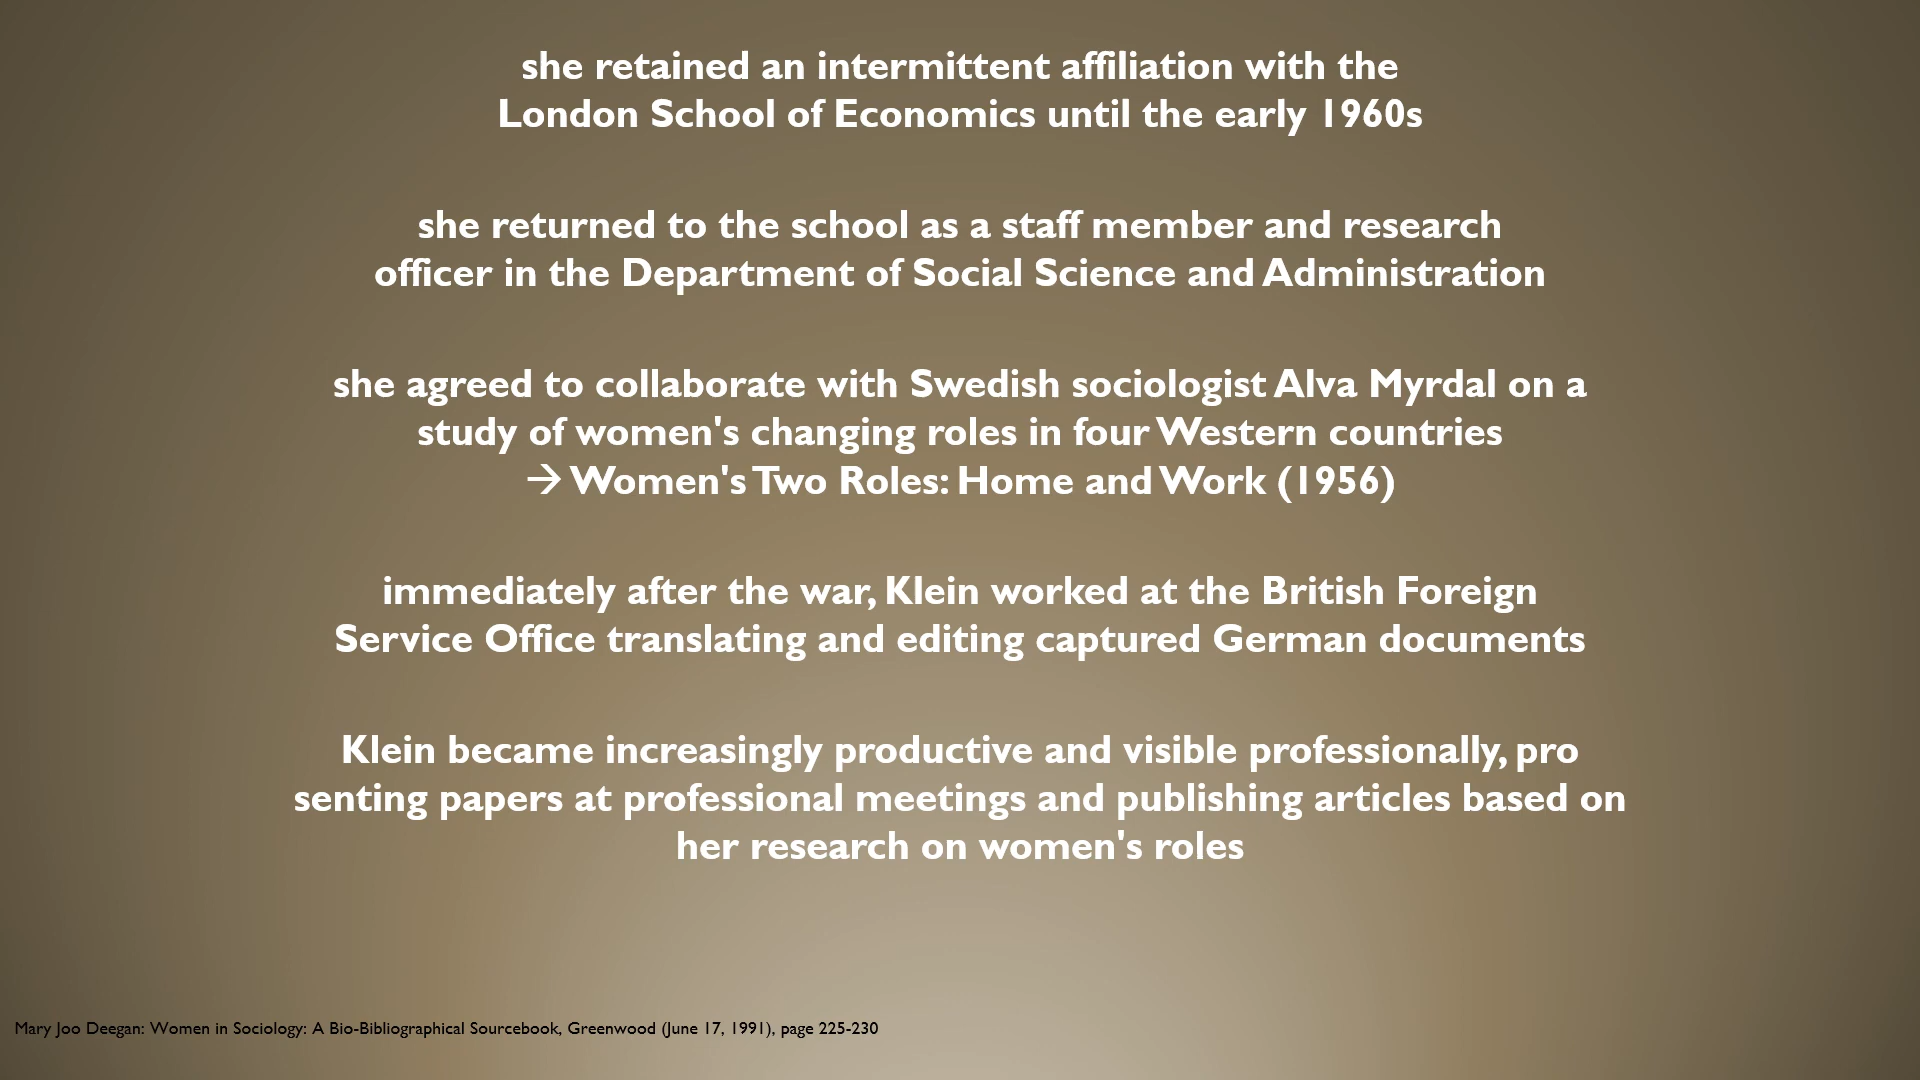 she retained an intermittent affiliation with the
London School of Economics until the early 1960s
she returned to the school as a staff member and research
officer in the Department of Social Science and Administration
she agreed to collaborate with Swedish sociologist Alva Myrdal on a
study of women's changing roles in four Western countries
→ Women's Two Roles: Home and Work (1956)
immediately after the war, Klein worked at the British Foreign
Service Office translating and editing captured German documents
Klein became increasingly productive and visible professionally, pro
senting papers at professional meetings and publishing articles based on
her research on women's roles
Mary Joo Deegan: Women in Sociology: A Bio-Bibliographical Sourcebook, Greenwood (June 17, 1991), page 225-230